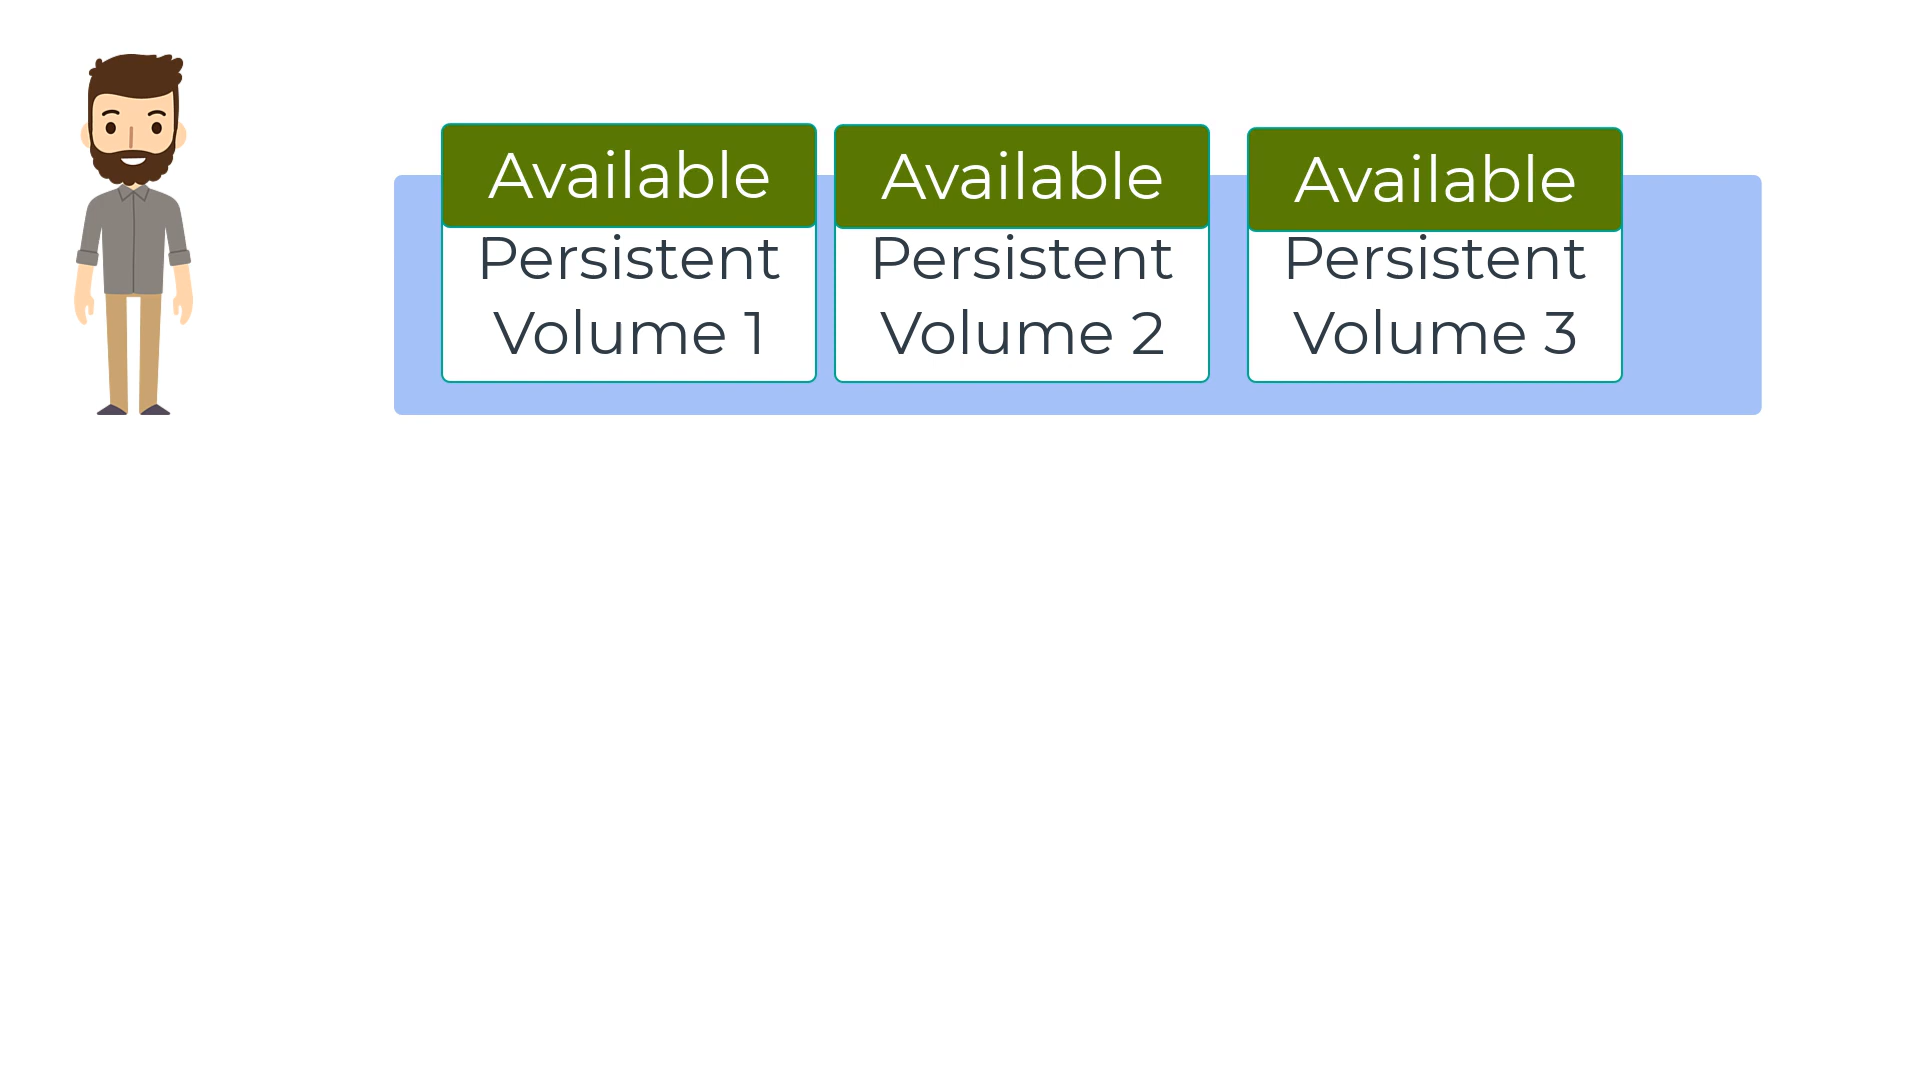 Available
Persistent
Volume 1
Available
Persistent
Volume 2
Available
Persistent
Volume 3